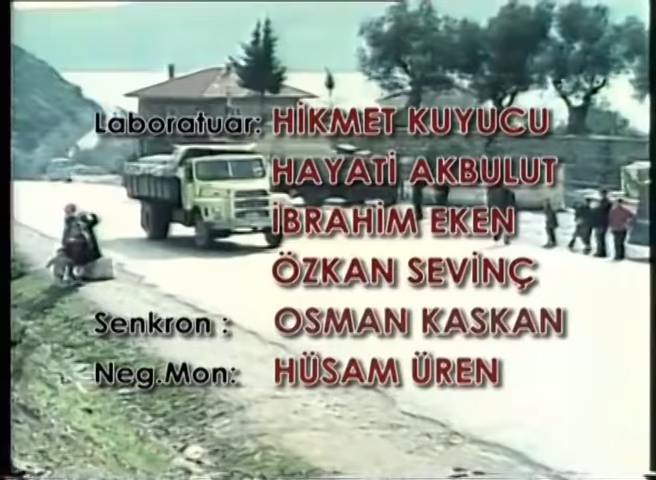 Laboratuar: HİKMET KUYUCU
HAYATİ AKBULUT
İBRAHİM EKEN
ÖZKAN SEVİNÇ
Senkron : OSMAN KASKAN
Neg.Mon: HÜSAM ÜREN